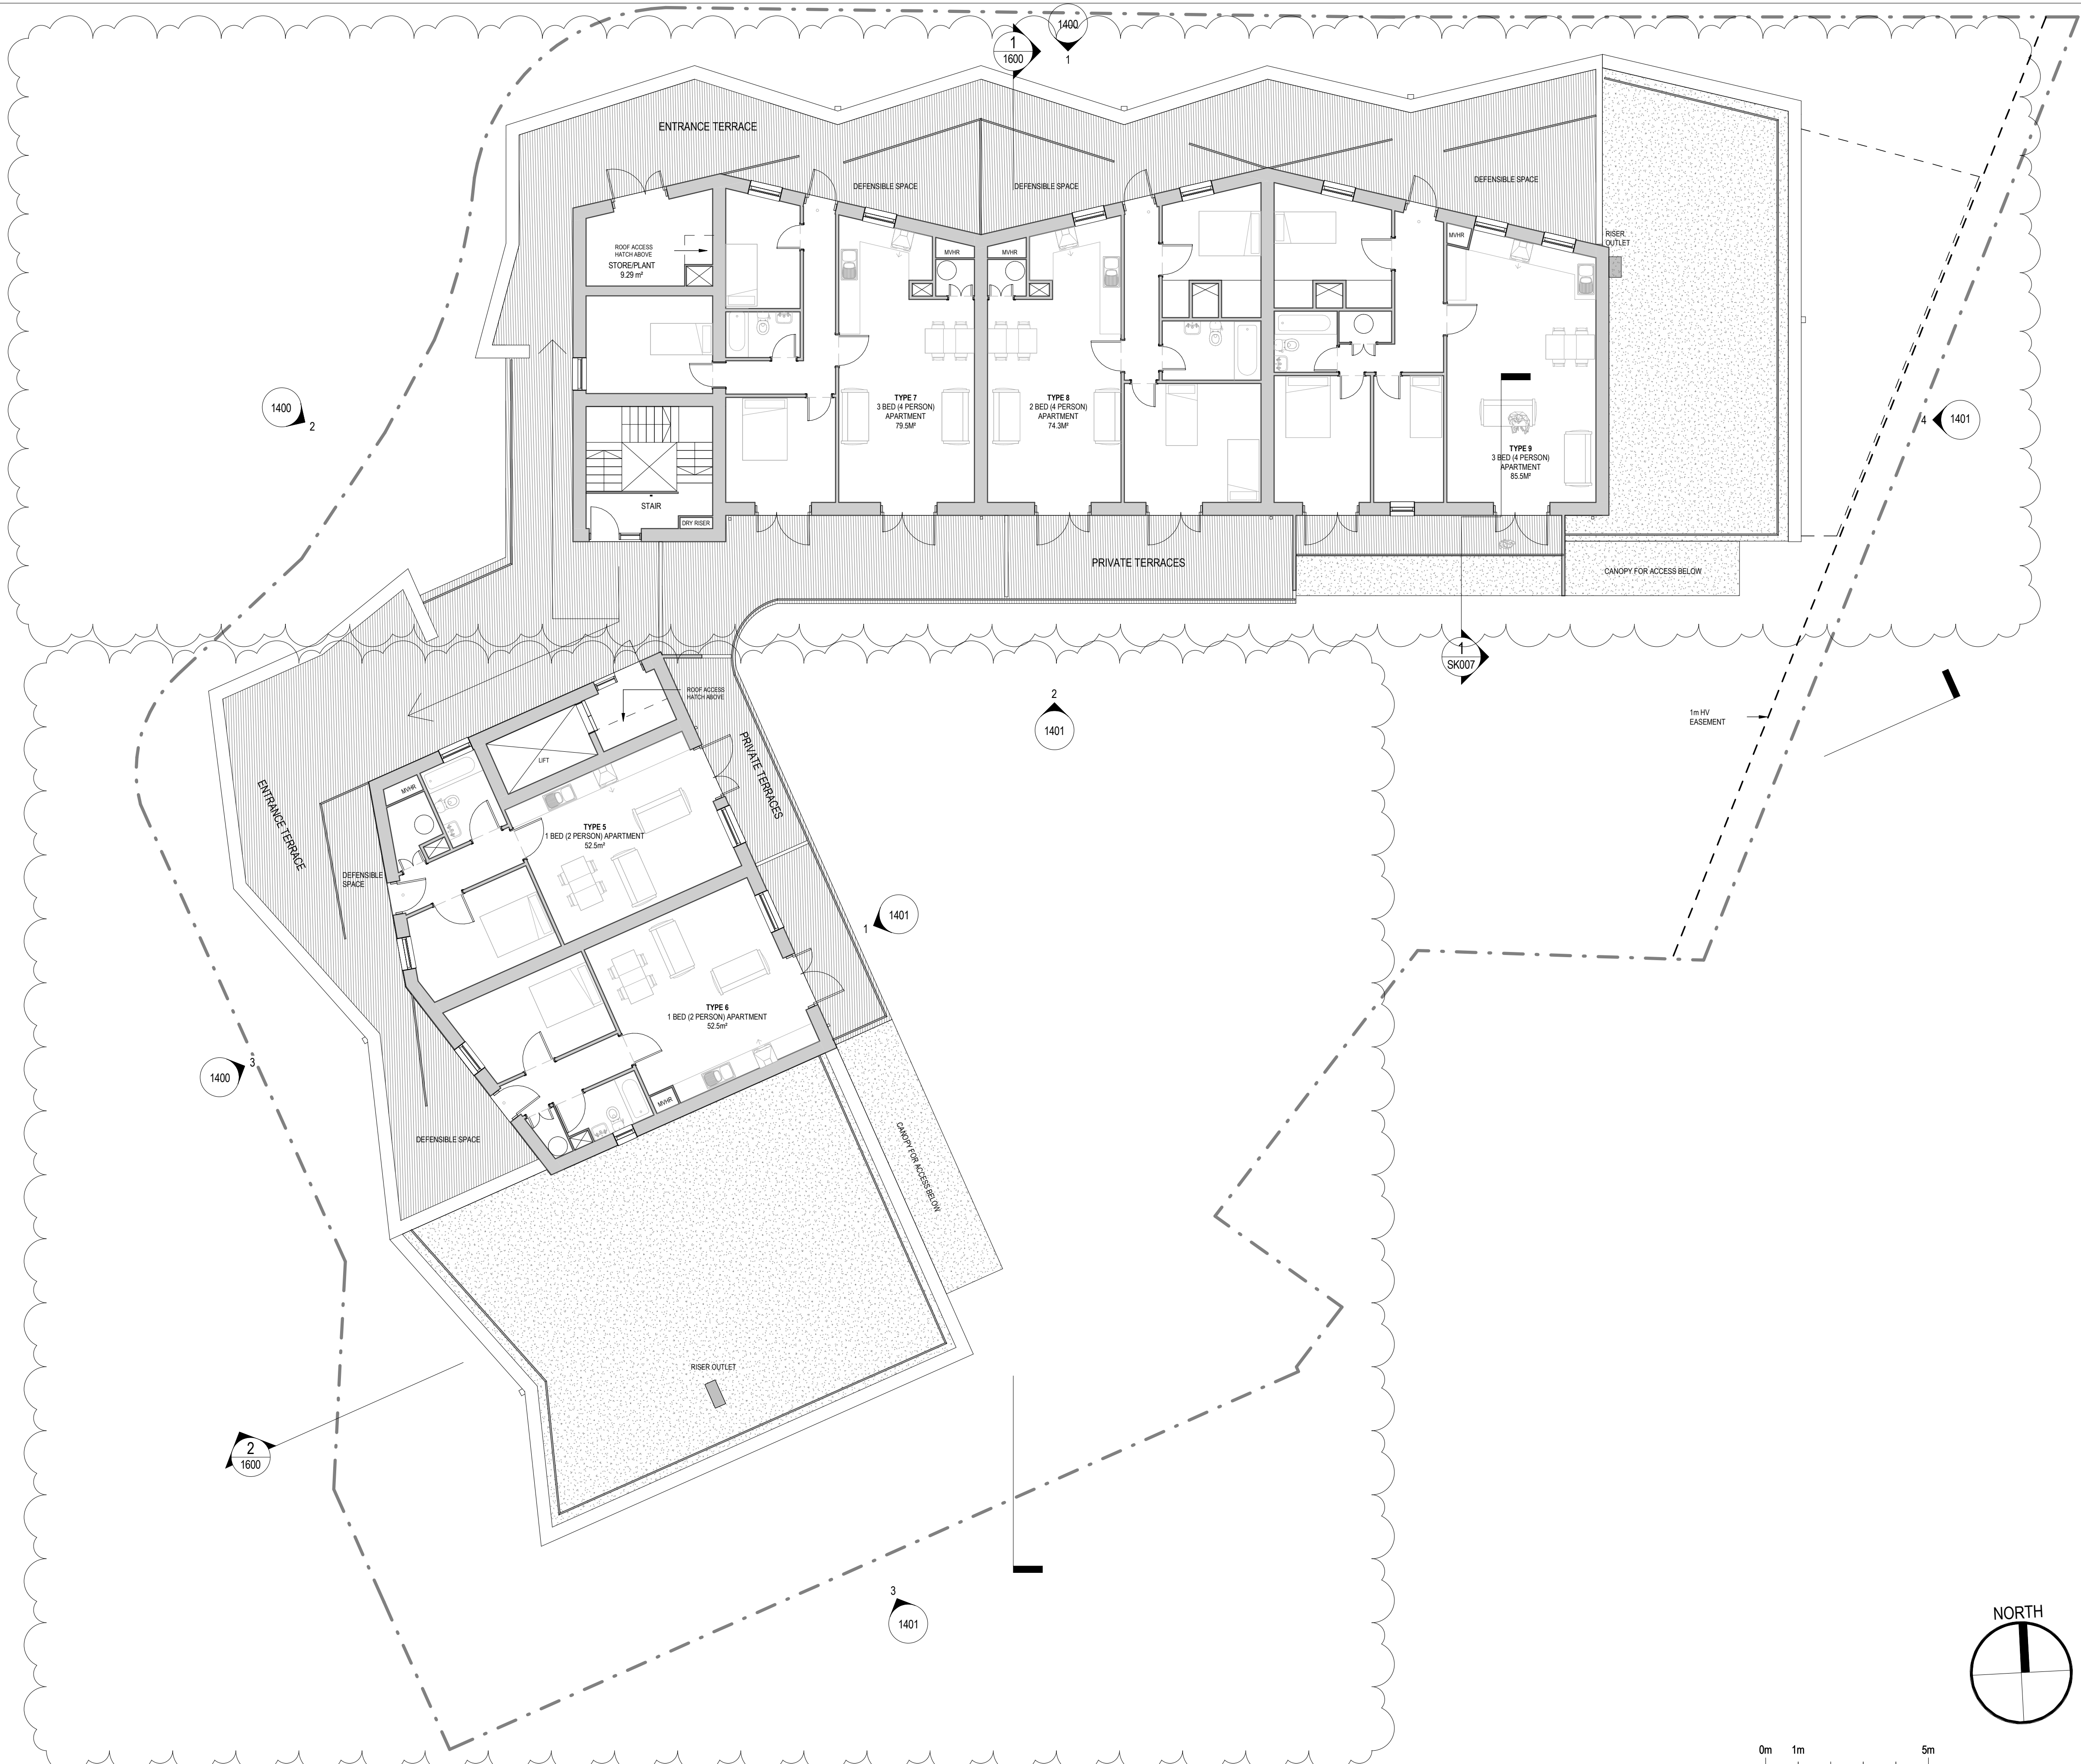 1400
1
1600
1
ENTRANCE TERRACE
DEFENSIBLE SPACE
DEFENSIBLE SPACE
DEFENSIBLE SPACE
ROOF ACCESS
HATCH ABOVE
STORE/PLANT
9.29 m²
MVHR
MVHR
MVHR
RISER
OUTLET
1400
2
TYPE 7
3 BED (4 PERSON)
APARTMENT
79.5M²
TYPE 8
2 BED (4 PERSON)
APARTMENT
74.3M²
TYPE 9
3 BED (4 PERSON)
APARTMENT
85.5M²
4
1401
STAIR
DRY RISER
PRIVATE TERRACES
CANOPY FOR ACCESS BELOW
1
SK007
ROOF ACCESS
HATCH ABOVE
2
1401
1m HV
EASEMENT
LIFT
PRIVATE TERRACES
MVHR
ENTRANCE TERRACE
TYPE 5
1 BED (2 PERSON) APARTMENT
52.5m²
DEFENSIBLE
SPACE
1
1401
TYPE 6
1 BED (2 PERSON) APARTMENT
52.5m²
1400
3
MVHR
DEFENSIBLE SPACE
CANOPY FOR ACCESS BELOW
RISER OUTLET
2
1600
3
1401
NORTH
0m
1m
5m